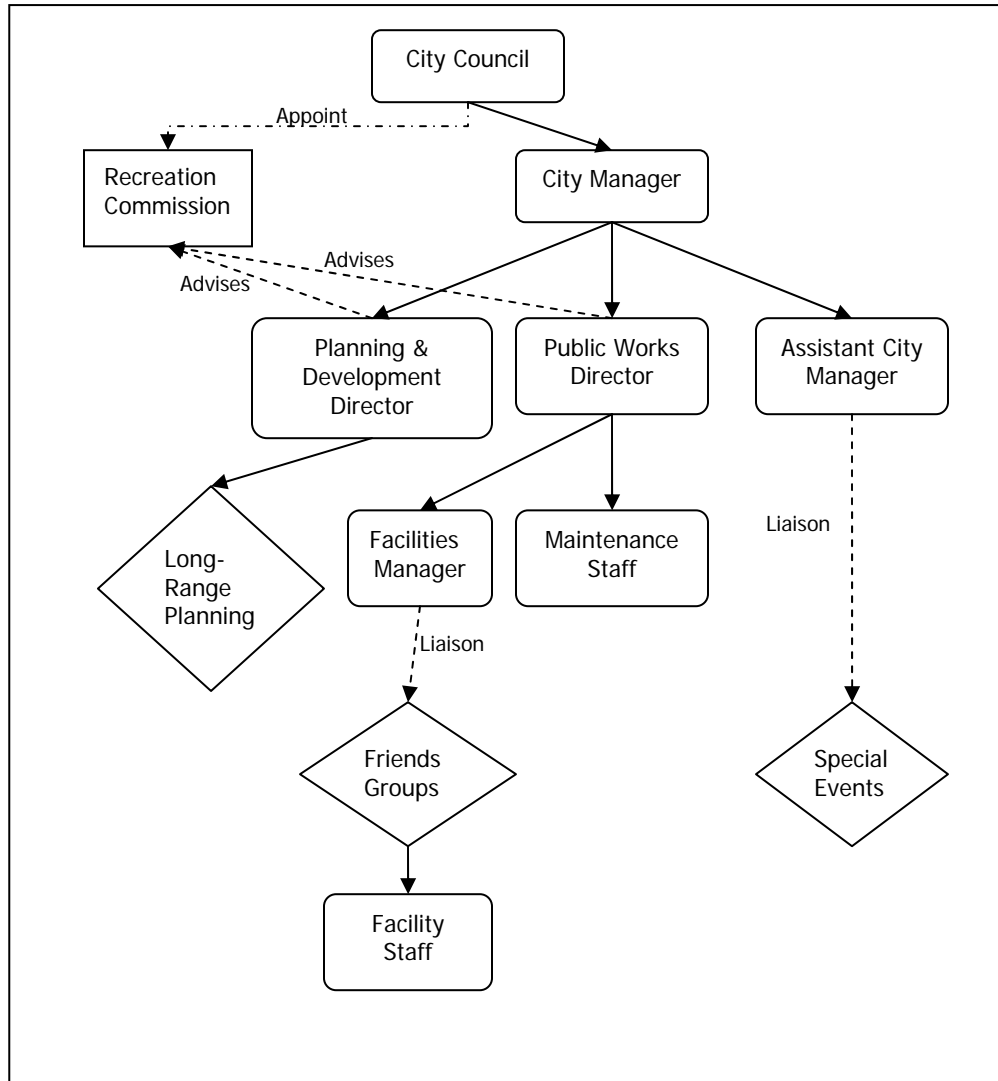 City Council
Appoint
Recreation
Commission
City Manager
Advises
Advises
Planning &
Development
Director
Public Works
Director
Assistant City
Manager
Long-
Range
Planning
Facilities
Manager
Maintenance
Staff
Liaison
Liaison
Friends
Groups
Special
Events
Facility
Staff